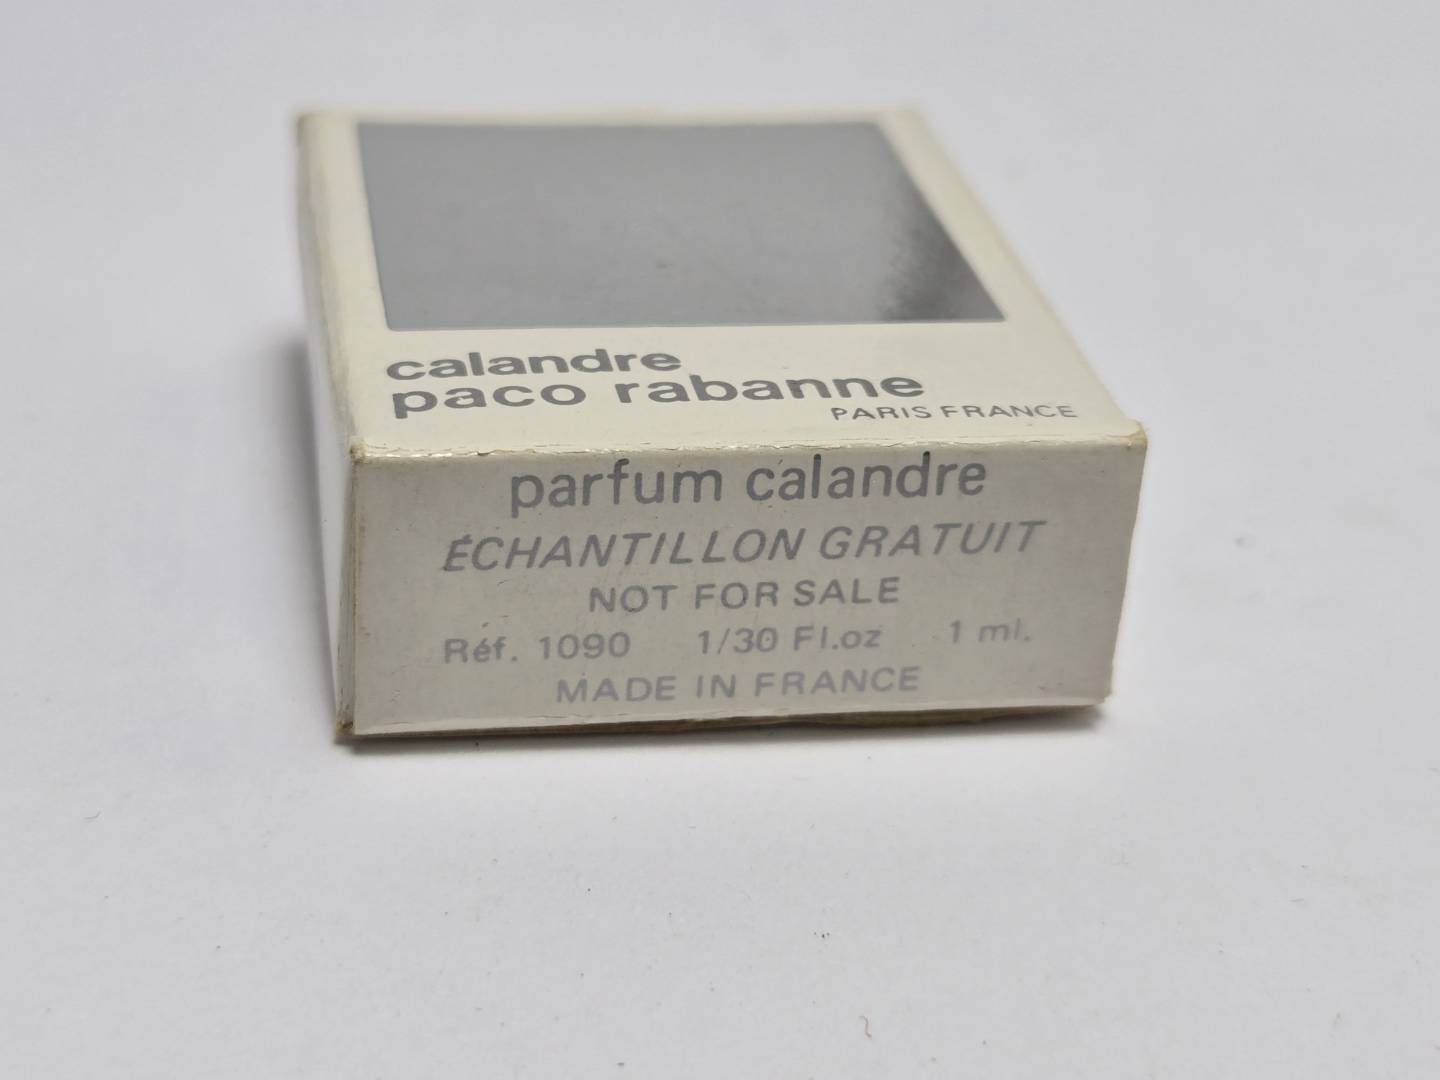 calandre
paco rabanne
PARIS FRANCE
parfum calandre
ÉCHANTILLON GRATUIT
NOT FOR SALE
Réf. 1090 1/30 Fl.oz 1 ml.
MADE IN FRANCE